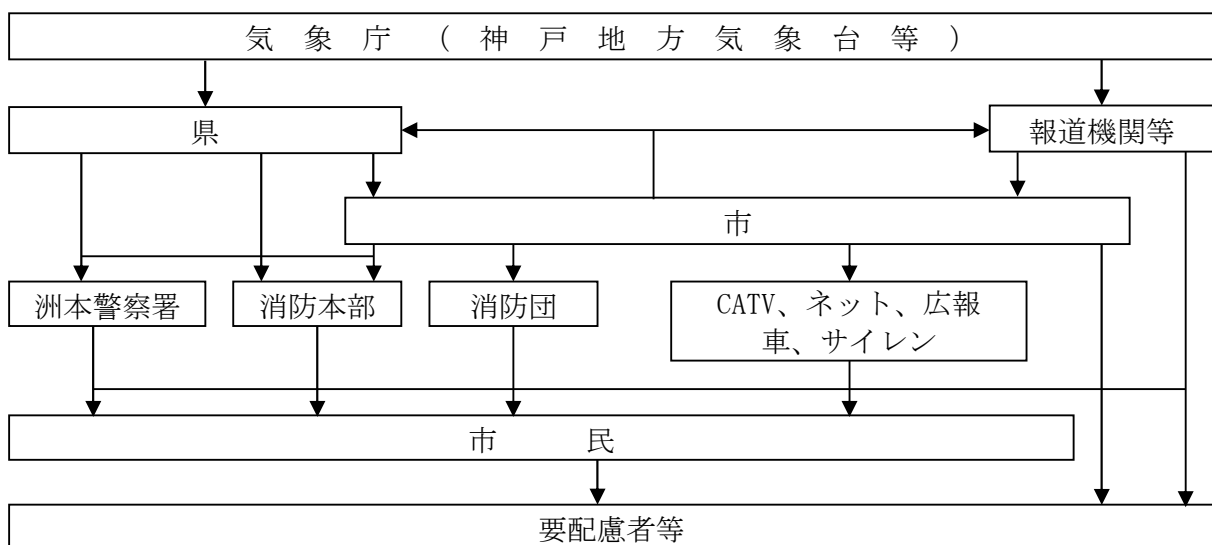 気象庁（神戸地方気象台等）
県
報道機関等
市
洲本警察署
消防本部
消防団
CATV、ネット、広報
車、サイレン
市民
要配慮者等